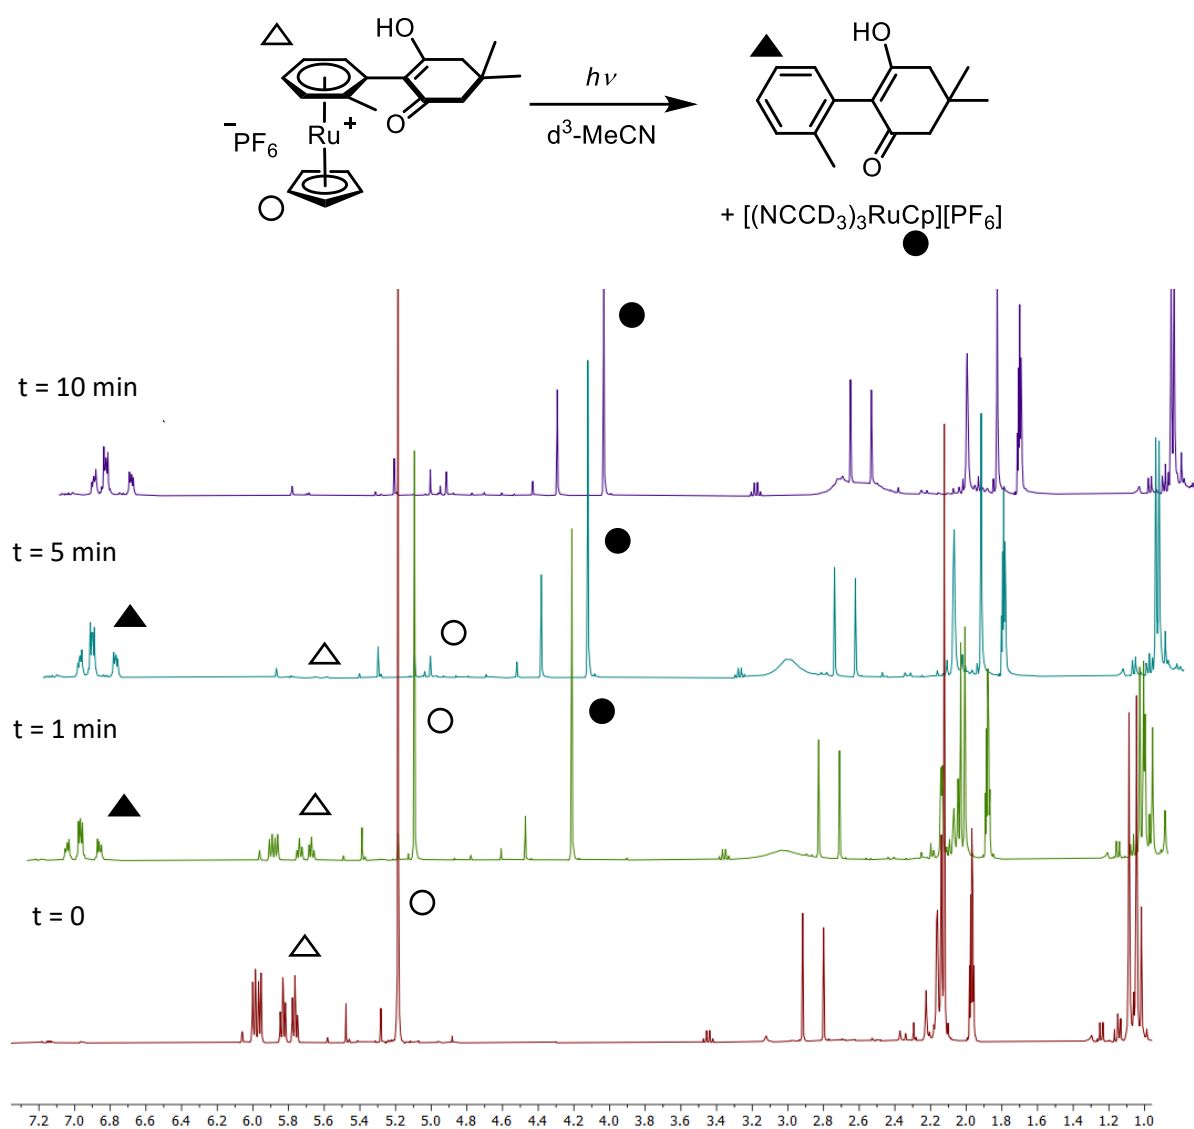 HO
O
Ru+
−
PF6
hν
d3-MeCN
HO
O
+ [(NCCD3)3RuCp][PF6]
t = 10 min
t = 5 min
t = 1 min
t = 0
7.2 7.0 6.8 6.6 6.4 6.2 6.0 5.8 5.6 5.4 5.2 5.0 4.8 4.6 4.4 4.2 4.0 3.8 3.6 3.4 3.2 3.0 2.8 2.6 2.4 2.2 2.0 1.8 1.6 1.4 1.2 1.0